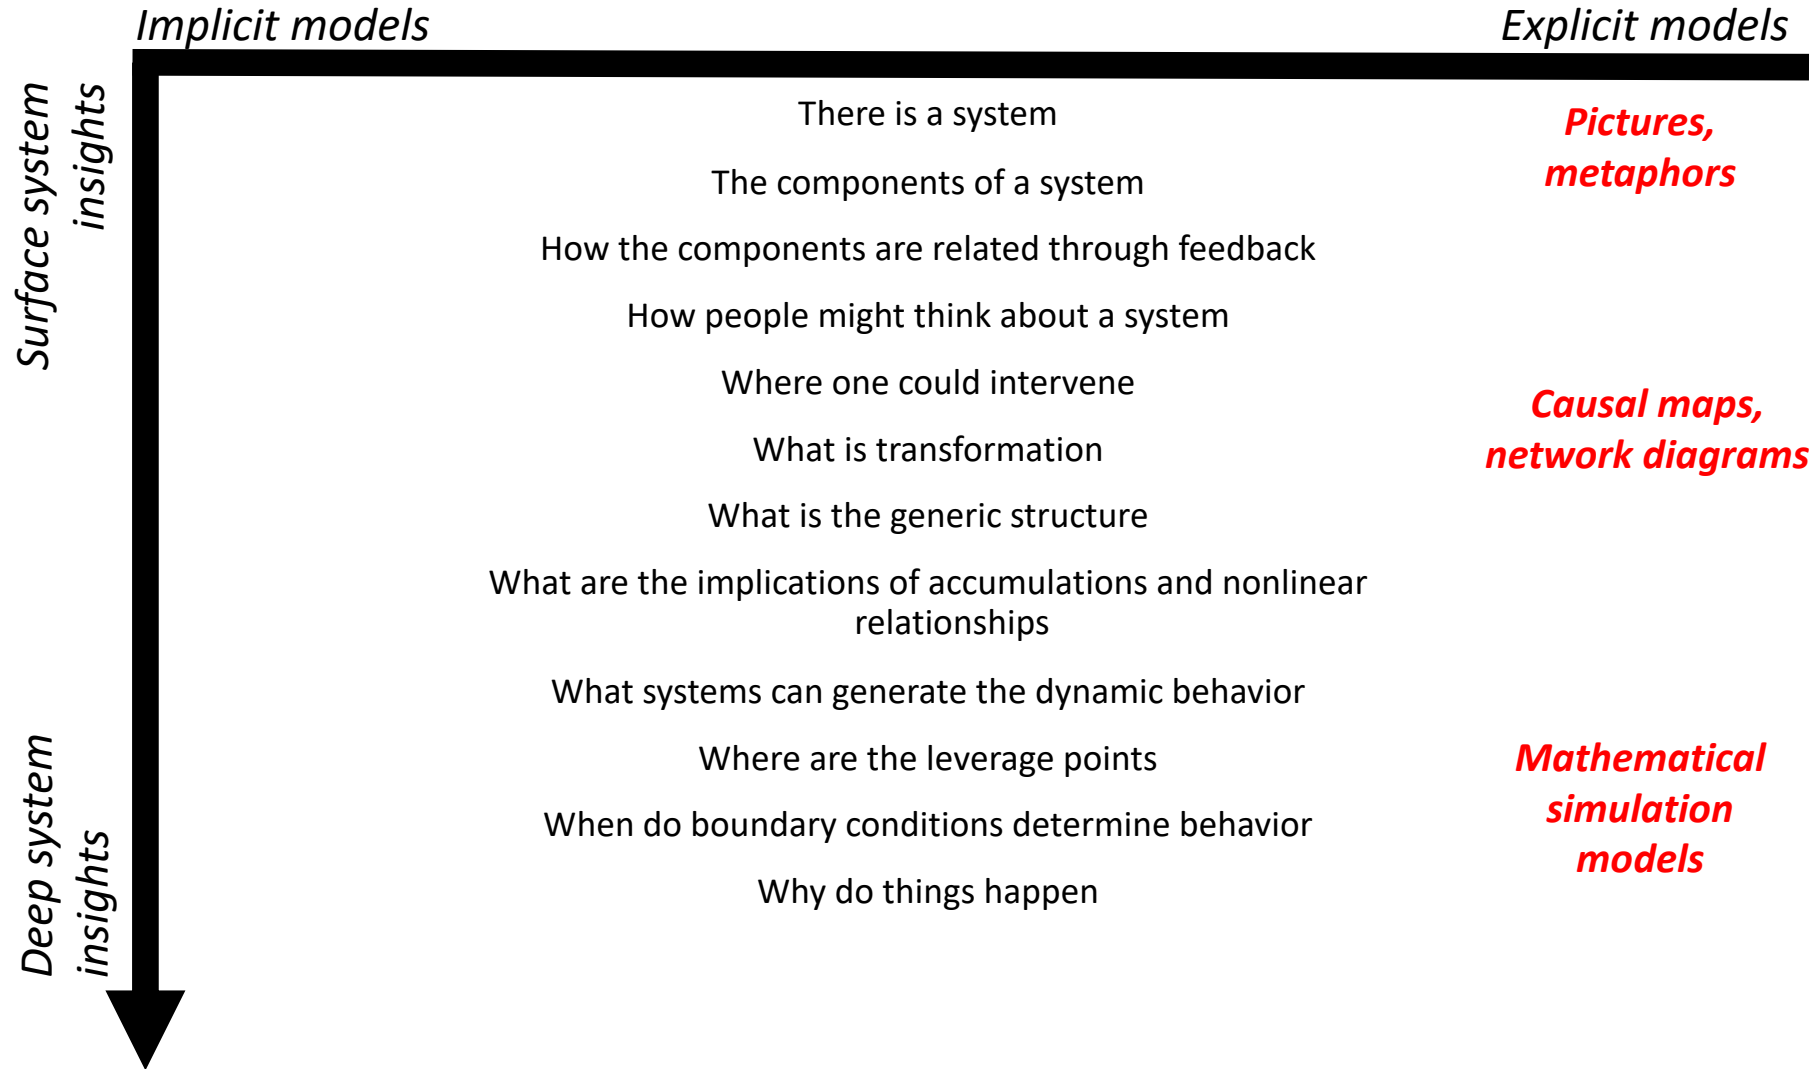 Implicit models
Explicit models
Surface system
insights
Deep system
insights
There is a system
The components of a system
How the components are related through feedback
How people might think about a system
Where one could intervene
What is transformation
What is the generic structure
What are the implications of accumulations and nonlinear
relationships
What systems can generate the dynamic behavior
Where are the leverage points
When do boundary conditions determine behavior
Why do things happen
Pictures,
metaphors
Causal maps,
network diagrams
Mathematical
simulation
models